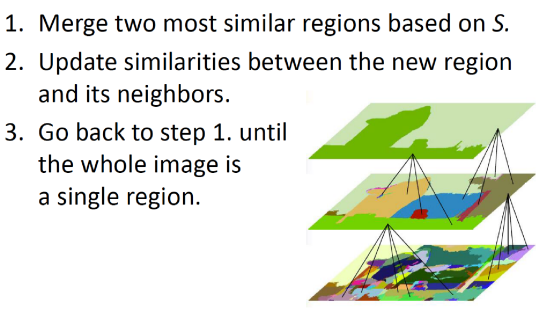 1. Merge two most similar regions based on S.
2. Update similarities between the new region
and its neighbors.
3. Go back to step 1. until
the whole image is
a single region.